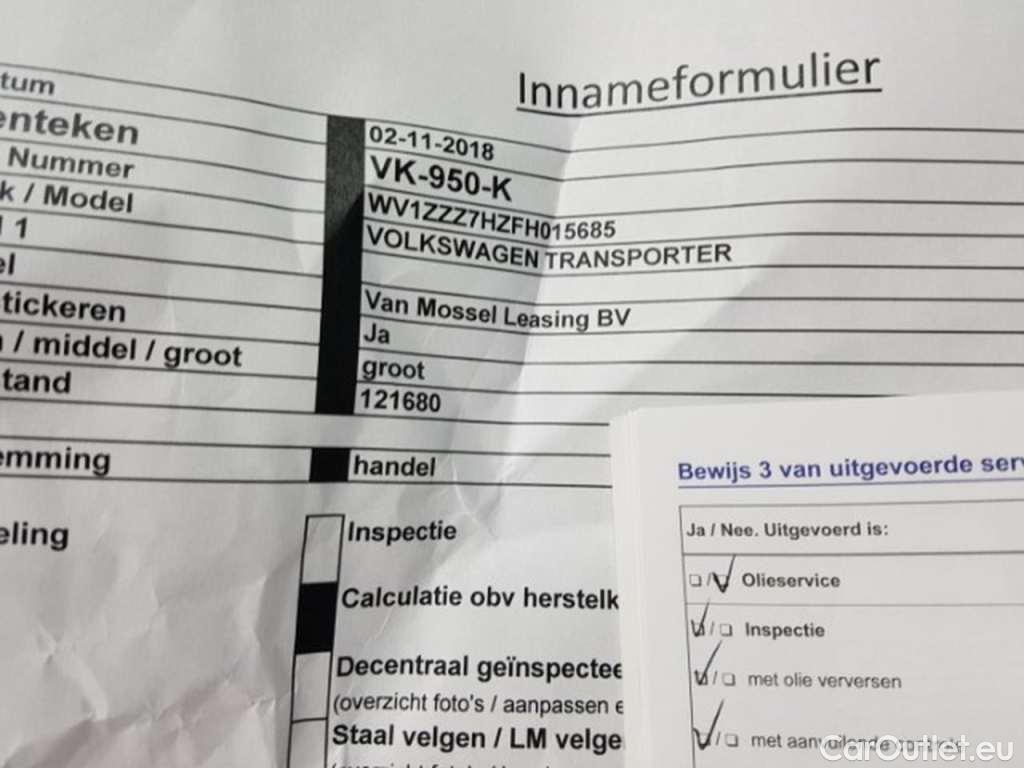 Innameformulier
tum 02-11-2018
enteken VK-950-K
Nummer WV1ZZZ7HZFH015685
k / Model VOLKSWAGEN TRANSPORTER
1
el Van Mossel Leasing BV
tickeren Ja
/ middel / groot groot
tand 121680
emming handel
eling Inspectie
Calculatie obv herstelk
Decentraal geïnspectee
(overzicht foto's / aanpassen e
Staal velgen / LM velge
Bewijs 3 van uitgevoerde serv
Ja / Nee. Uitgevoerd is:
Olieservice
Inspectie
met olie verversen
met aanvullende
CarOutlet.eu